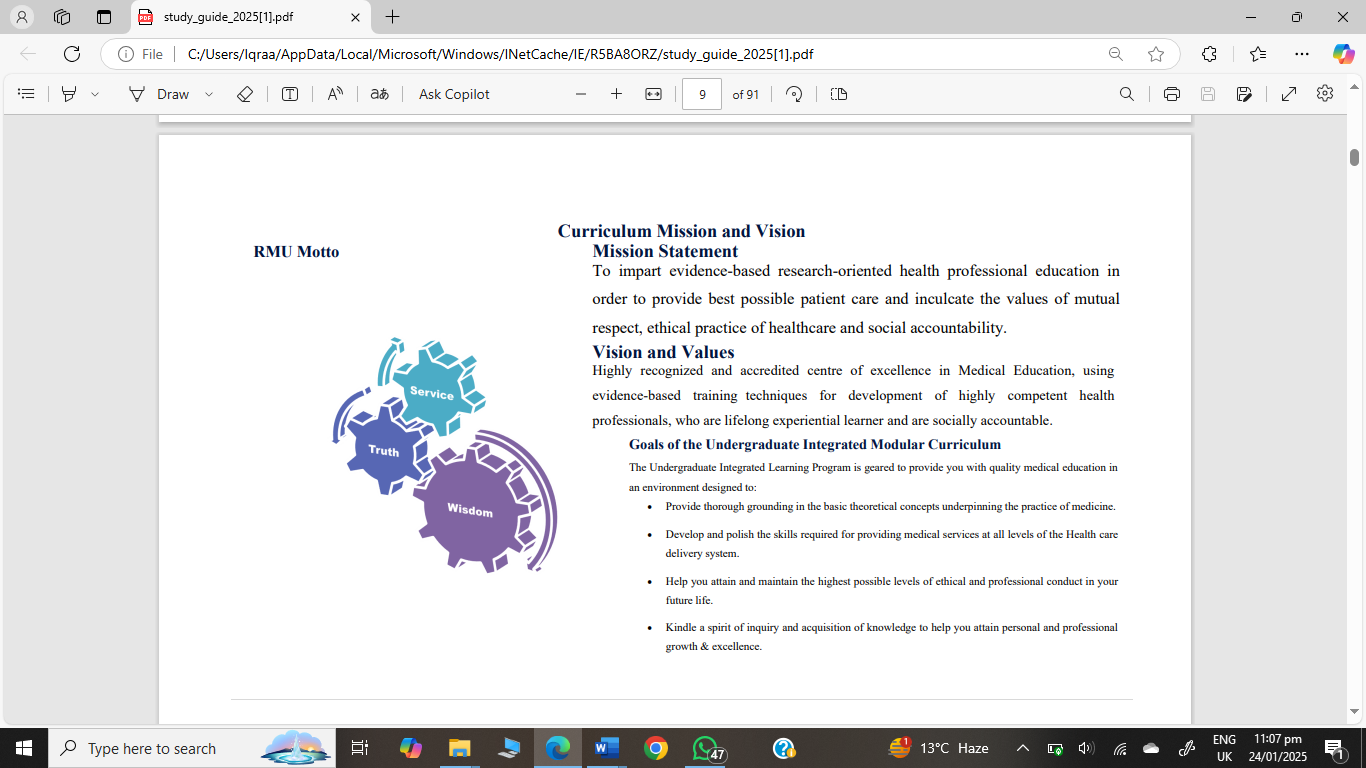 study_guide_2025[1].pdf
File
C:/Users/Iqraa/AppData/Local/Microsoft/Windows/INetCache/IE/R5BA8ORZ/study_guide_2025[1].pdf
Draw
Ask Copilot
9 of 91
Curriculum Mission and Vision
RMU Motto
Mission Statement
To impart evidence-based research-oriented health professional education in
order to provide best possible patient care and inculcate the values of mutual
respect, ethical practice of healthcare and social accountability.
Service
Truth
Wisdom
Vision and Values
Highly recognized and accredited centre of excellence in Medical Education, using
evidence-based training techniques for development of highly competent health
professionals, who are lifelong experiential learner and are socially accountable.
Goals of the Undergraduate Integrated Modular Curriculum
The Undergraduate Integrated Learning Program is geared to provide you with quality medical education in
an environment designed to:
• Provide thorough grounding in the basic theoretical concepts underpinning the practice of medicine.
• Develop and polish the skills required for providing medical services at all levels of the Health care
delivery system.
• Help you attain and maintain the highest possible levels of ethical and professional conduct in your
future life.
• Kindle a spirit of inquiry and acquisition of knowledge to help you attain personal and professional
growth & excellence.
Type here to search
47
1
13°C Haze
ENG
UK
11:07 pm
24/01/2025
1